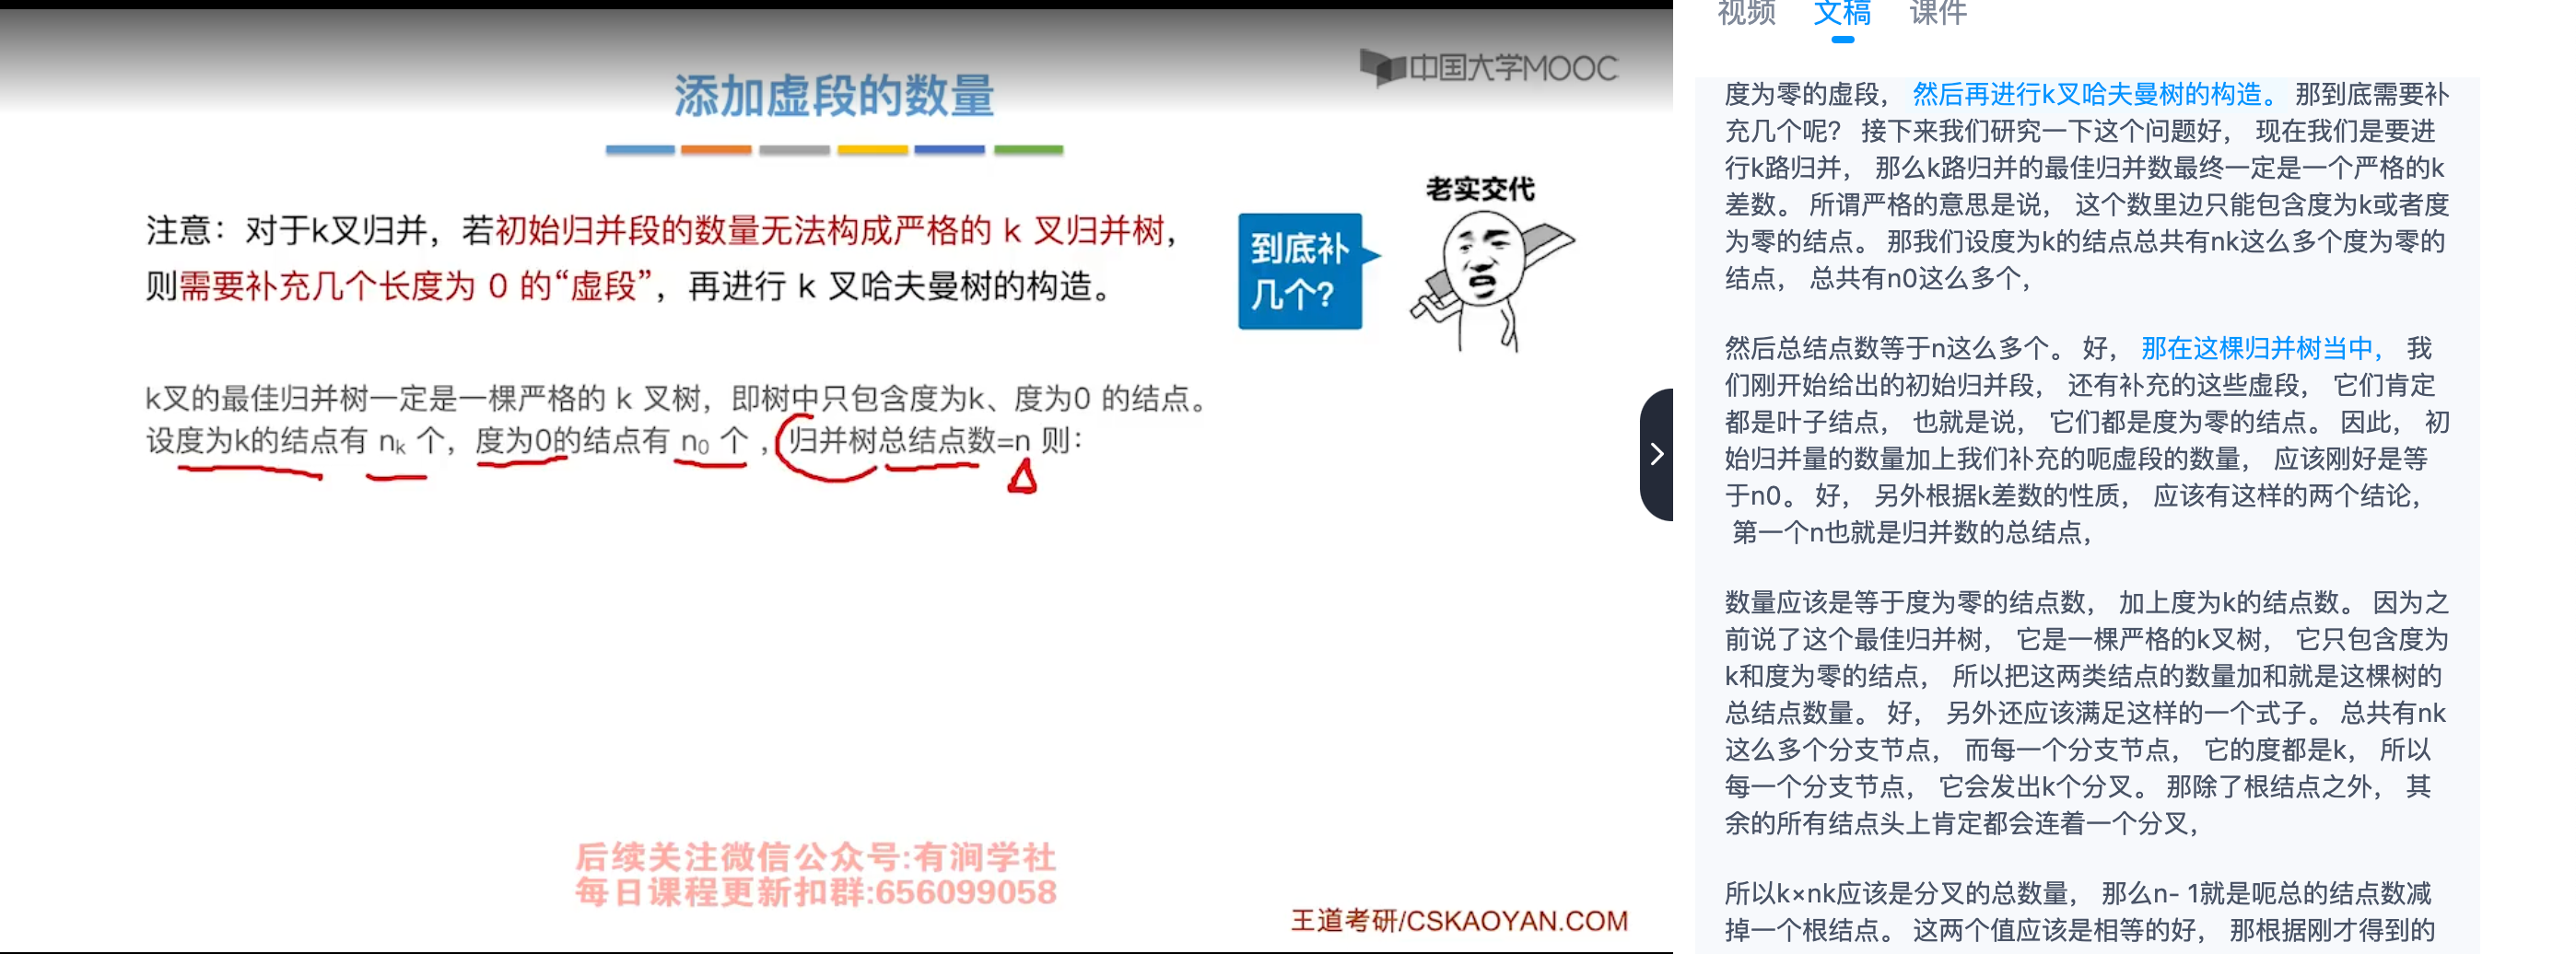 中国大学MOOC
添加虚段的数量
注意：对于k叉归并，若初始归并段的数量无法构成严格的 k 叉归并树，
则需要补充几个长度为 0 的“虚段”，再进行 k 叉哈夫曼树的构造。
老实交代
到底补
几个？
k叉的最佳归并树一定是一棵严格的 k 叉树，即树中只包含度为k、度为0 的结点。
设度为k的结点有 nk 个，度为0的结点有 n0 个 ，归并树总结点数=n 则：
后续关注微信公众号:有涧学社
每日课程更新扣群:656099058
王道考研/CSKAOYAN.COM
视频 文稿 课件
度为零的虚段， 然后再进行k叉哈夫曼树的构造。 那到底需要补
充几个呢？ 接下来我们研究一下这个问题好， 现在我们是要进
行k路归并， 那么k路归并的最佳归并数最终一定是一个严格的k
差数。 所谓严格的意思是说， 这个数里边只能包含度为k或者度
为零的结点。 那我们设度为k的结点总共有nk这么多个度为零的
结点， 总共有n0这么多个，
然后总结点数等于n这么多个。 好， 那在这棵归并树当中， 我
们刚开始给出的初始归并段， 还有补充的这些虚段， 它们肯定
都是叶子结点， 也就是说， 它们都是度为零的结点。 因此， 初
始归并量的数量加上我们补充的呃虚段的数量， 应该刚好是等
于n0。 好， 另外根据k差数的性质， 应该有这样的两个结论，
第一个n也就是归并数的总结点，
数量应该是等于度为零的结点数， 加上度为k的结点数。 因为之
前说了这个最佳归并树， 它是一棵严格的k叉树， 它只包含度为
k和度为零的结点， 所以把这两类结点的数量加和就是这棵树的
总结点数量。 好， 另外还应该满足这样的一个式子。 总共有nk
这么多个分支节点， 而每一个分支节点， 它的度都是k， 所以
每一个分支节点， 它会发出k个分叉。 那除了根结点之外， 其
余的所有结点头上肯定都会连着一个分叉，
所以k×nk应该是分叉的总数量， 那么n- 1就是呃总的结点数减
掉一个根结点。 这两个值应该是相等的好， 那根据刚才得到的